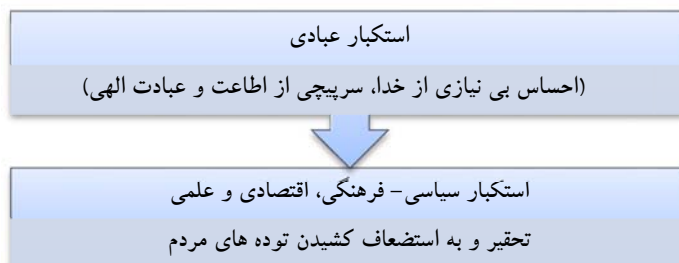 استکبار عبادی
(احساس بی نیازی از خدا، سرپیچی از اطاعت و عبادت الهی)
استکبار سیاسی- فرهنگی، اقتصادی و علمی
تحقیر و به استضعاف کشیدن توده های مردم